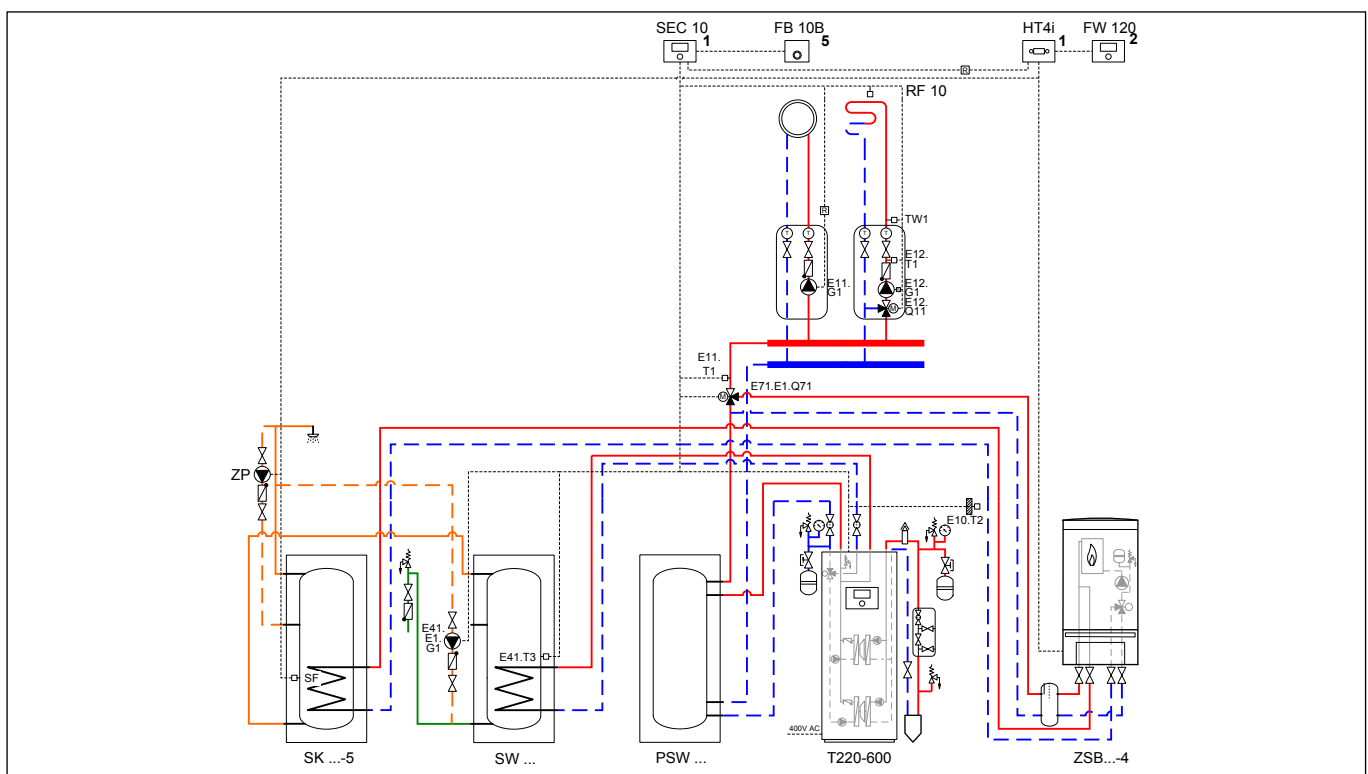 SEC 10
1
FB 10B
5
HT4i
1
FW 120
2
R
RF 10
R
TW1
T
T
T
T
E12.
T1
E11.
G1
E12.
G1
M
E12.
Q11
E11.
T1
M
E71.E1.Q71
ZP
E10.T2
E41.
E1.
G1
E41.T3
SF
400V AC
SK ...-5
SW ...
PSW ...
T220-600
ZSB...-4